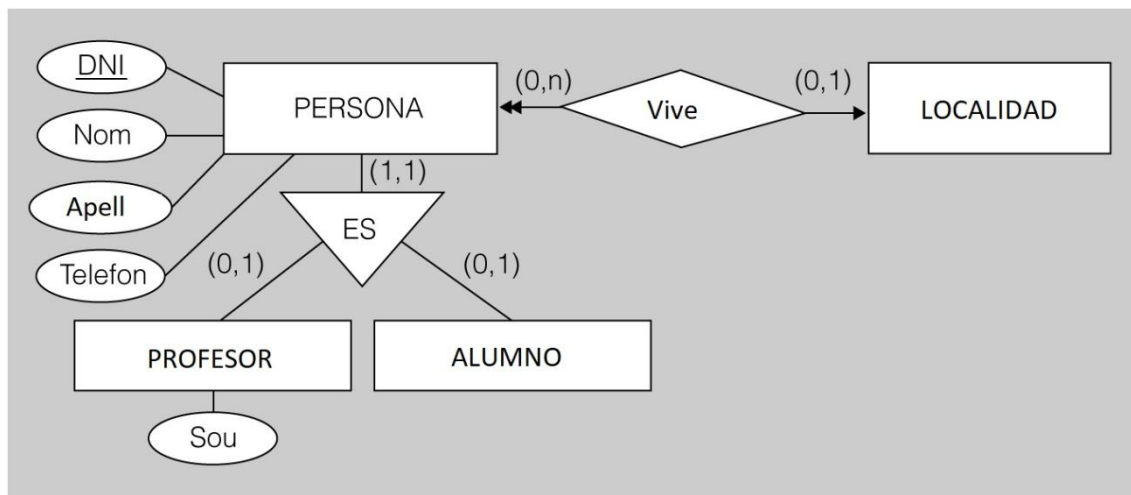 DNI
Nom
Apell
Telefon
PERSONA
(0,n)
Vive
(0,1)
LOCALIDAD
(1,1)
ES
(0,1)
(0,1)
PROFESOR
ALUMNO
Sou